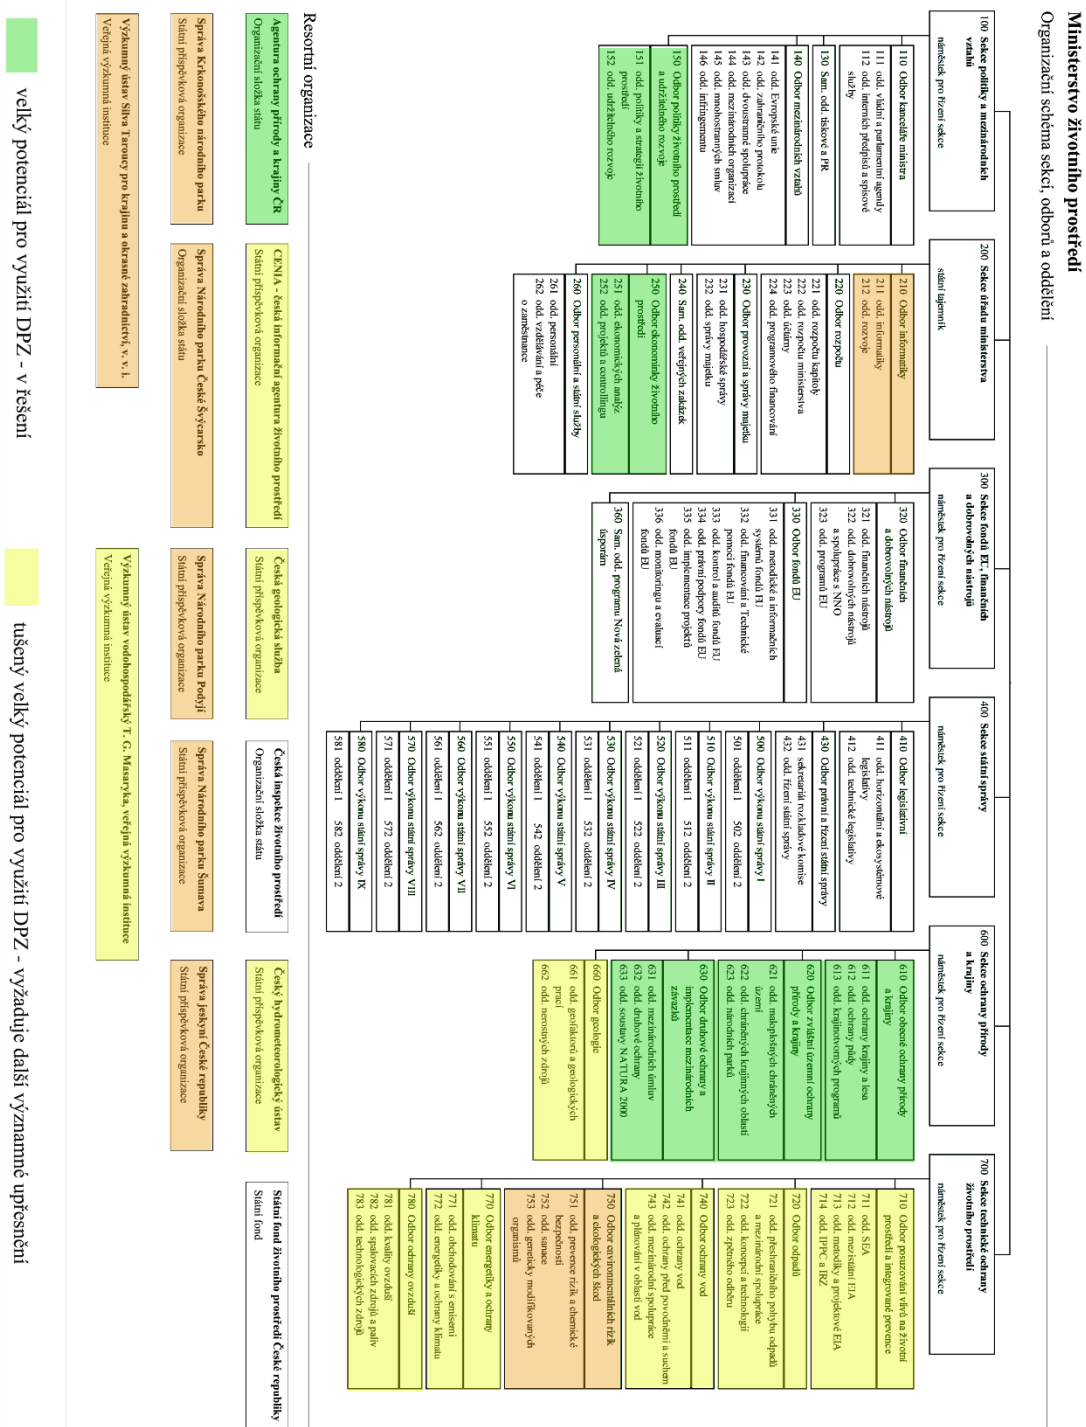 Ministerstvo životního prostředí
Organizační schéma sekcí, odborů a oddělení
100 Sekce politiky a mezinárodních
vztahů
náměstek pro řízení sekce
110 Odbor kanceláře ministra
111 odd. vládní a parlamentní agendy
112 odd. interních předpisů a spisové
služby
130 Sam. odd. tiskové a PR
140 Odbor mezinárodních vztahů
141 odd. Evropské unie
142 odd. zahraničního protokolu
143 odd. dvoustranné spolupráce
144 odd. mezinárodních organizací
145 odd. mnohostranných smluv
146 odd. infringementu
150 Odbor politiky životního prostředí
a udržitelného rozvoje
151 odd. politiky a strategií životního
prostředí
152 odd. udržitelného rozvoje
200 Sekce úřadu ministerstva
státní tajemník
210 Odbor informatiky
211 odd. informatiky
212 odd. rozvoje
220 Odbor rozpočtu
221 odd. rozpočtu kapitoly
222 odd. rozpočtu ministerstva
223 odd. účtárny
224 odd. programového financování
230 Odbor provozní a správy majetku
231 odd. hospodářské správy
232 odd. správy majetku
240 Sam. odd. veřejných zakázek
250 Odbor ekonomiky životního
prostředí
251 odd. ekonomických analýz
252 odd. projektů a controllingu
260 Odbor personální a státní služby
261 odd. personální
262 odd. vzdělávání a péče
o zaměstnance
300 Sekce fondů EU, finančních
a dobrovolných nástrojů
náměstek pro řízení sekce
320 Odbor finančních
a dobrovolných nástrojů
321 odd. finančních nástrojů
322 odd. dobrovolných nástrojů
a spolupráce s NNO
323 odd. programů EU
330 Odbor fondů EU
331 odd. metodické a informačních
systémů fondů EU
332 odd. financování a Technické
pomoci fondů EU
333 odd. kontrol a auditů fondů EU
334 odd. právní podpory fondů EU
335 odd. implementace projektů
fondů EU
336 odd. monitoringu a evaluací
fondů EU
360 Sam. odd. programu Nová zelená
úsporám
400 Sekce státní správy
náměstek pro řízení sekce
410 Odbor legislativní
411 odd. horizontální a ekosystémové
legislativy
412 odd. technické legislativy
430 Odbor právní a řízení státní správy
431 sekretariát rozkladové komise
432 odd. řízení státní správy
500 Odbor výkonu státní správy I
501 oddělení 1 502 oddělení 2
510 Odbor výkonu státní správy II
511 oddělení 1 512 oddělení 2
520 Odbor výkonu státní správy III
521 oddělení 1 522 oddělení 2
530 Odbor výkonu státní správy IV
531 oddělení 1 532 oddělení 2
540 Odbor výkonu státní správy V
541 oddělení 1 542 oddělení 2
550 Odbor výkonu státní správy VI
551 oddělení 1 552 oddělení 2
560 Odbor výkonu státní správy VII
561 oddělení 1 562 oddělení 2
570 Odbor výkonu státní správy VIII
571 oddělení 1 572 oddělení 2
580 Odbor výkonu státní správy IX
581 oddělení 1 582 oddělení 2
600 Sekce ochrany přírody
a krajiny
náměstek pro řízení sekce
610 Odbor obecné ochrany přírody
a krajiny
611 odd. ochrany krajiny a lesa
612 odd. ochrany půdy
613 odd. krajinotvorných programů
620 Odbor zvláštní územní ochrany
přírody a krajiny
621 odd. maloplošných chráněných
území
622 odd. chráněných krajinných oblastí
623 odd. národních parků
630 Odbor druhové ochrany a
implementace mezinárodních
závazků
631 odd. mezinárodních úmluv
632 odd. druhové ochrany
633 odd. soustavy NATURA 2000
660 Odbor geologie
661 odd. geofaktorů a geologických
prací
662 odd. nerostných zdrojů
700 Sekce technické ochrany
životního prostředí
náměstek pro řízení sekce
710 Odbor posuzování vlivů na životní
prostředí a integrované prevence
711 odd. SEA
712 odd. mezistátní EIA
713 odd. metodiky a projektové EIA
714 odd. IPPC a IRZ
720 Odbor odpadů
721 odd. přeshraničního pohybu odpadů
a mezinárodní spolupráce
722 odd. koncepcí a technologií
723 odd. zpětného odběru
740 Odbor ochrany vod
741 odd. ochrany vod
742 odd. ochrany před povodněmi a suchem
743 odd. mezinárodní spolupráce
a plánování v oblasti vod
750 Odbor environmentálních rizik
a ekologických škod
751 odd. prevence rizik a chemické
bezpečnosti
752 odd. sanace
753 odd. geneticky modifikovaných
organismů
770 Odbor energetiky a ochrany
klimatu
771 odd. obchodování s emisemi
772 odd. energetiky a ochrany klimatu
780 Odbor ochrany ovzduší
781 odd. kvality ovzduší
782 odd. spalovacích zdrojů a paliv
783 odd. technologických zdrojů
Resortní organizace
Agentura ochrany přírody a krajiny ČR
Organizační složka státu
CENIA - česká informační agentura životního prostředí
Státní příspěvková organizace
Česká geologická služba
Státní příspěvková organizace
Česká inspekce životního prostředí
Organizační složka státu
Český hydrometeorologický ústav
Státní příspěvková organizace
Státní fond životního prostředí České republiky
Státní fond
Správa Krkonošského národního parku
Státní příspěvková organizace
Správa Národního parku České Švýcarsko
Organizační složka státu
Správa Národního parku Podyjí
Státní příspěvková organizace
Správa Národního parku Šumava
Státní příspěvková organizace
Správa jeskyní České republiky
Státní příspěvková organizace
Výzkumný ústav Silva Taroucy pro krajinu a okrasné zahradnictví, v. v. i.
Veřejná výzkumná instituce
Výzkumný ústav vodohospodářský T. G. Masaryka, veřejná výzkumná instituce
Veřejná výzkumná instituce
velký potenciál pro využití DPZ - v řešení
tušený velký potenciál pro využití DPZ - vyžaduje další významné upřesnění